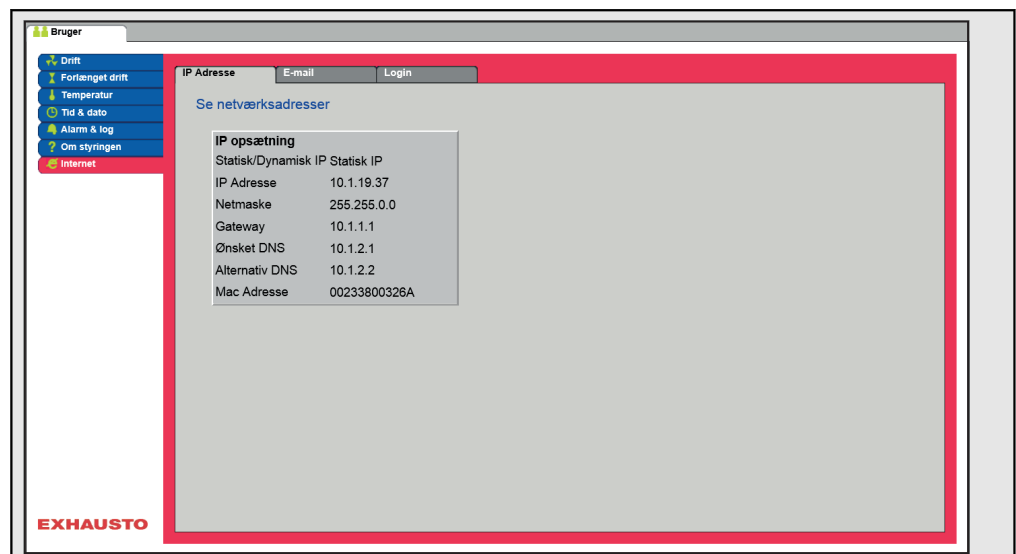 Bruger
Drift
Forlænget drift
Temperatur
Tid & dato
Alarm & log
Om styringen
Internet
IP Adresse E-mail Login
Se netværksadresser
IP opsætning
Statisk/Dynamisk IP Statisk IP
IP Adresse 10.1.19.37
Netmaske 255.255.0.0
Gateway 10.1.1.1
Ønsket DNS 10.1.2.1
Alternativ DNS 10.1.2.2
Mac Adresse 00233800326A
EXHAUSTO